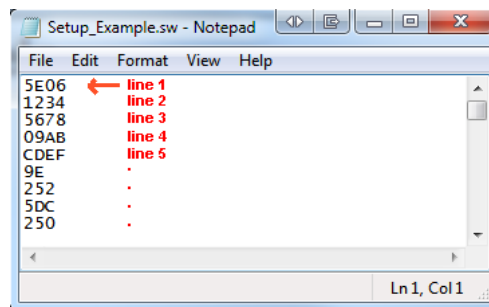 Setup_Example.sw - Notepad
File Edit Format View Help
5E06 line 1
1234 line 2
5678 line 3
09AB line 4
CDEF line 5
9E .
252 .
5DC .
250 .
Ln 1, Col 1